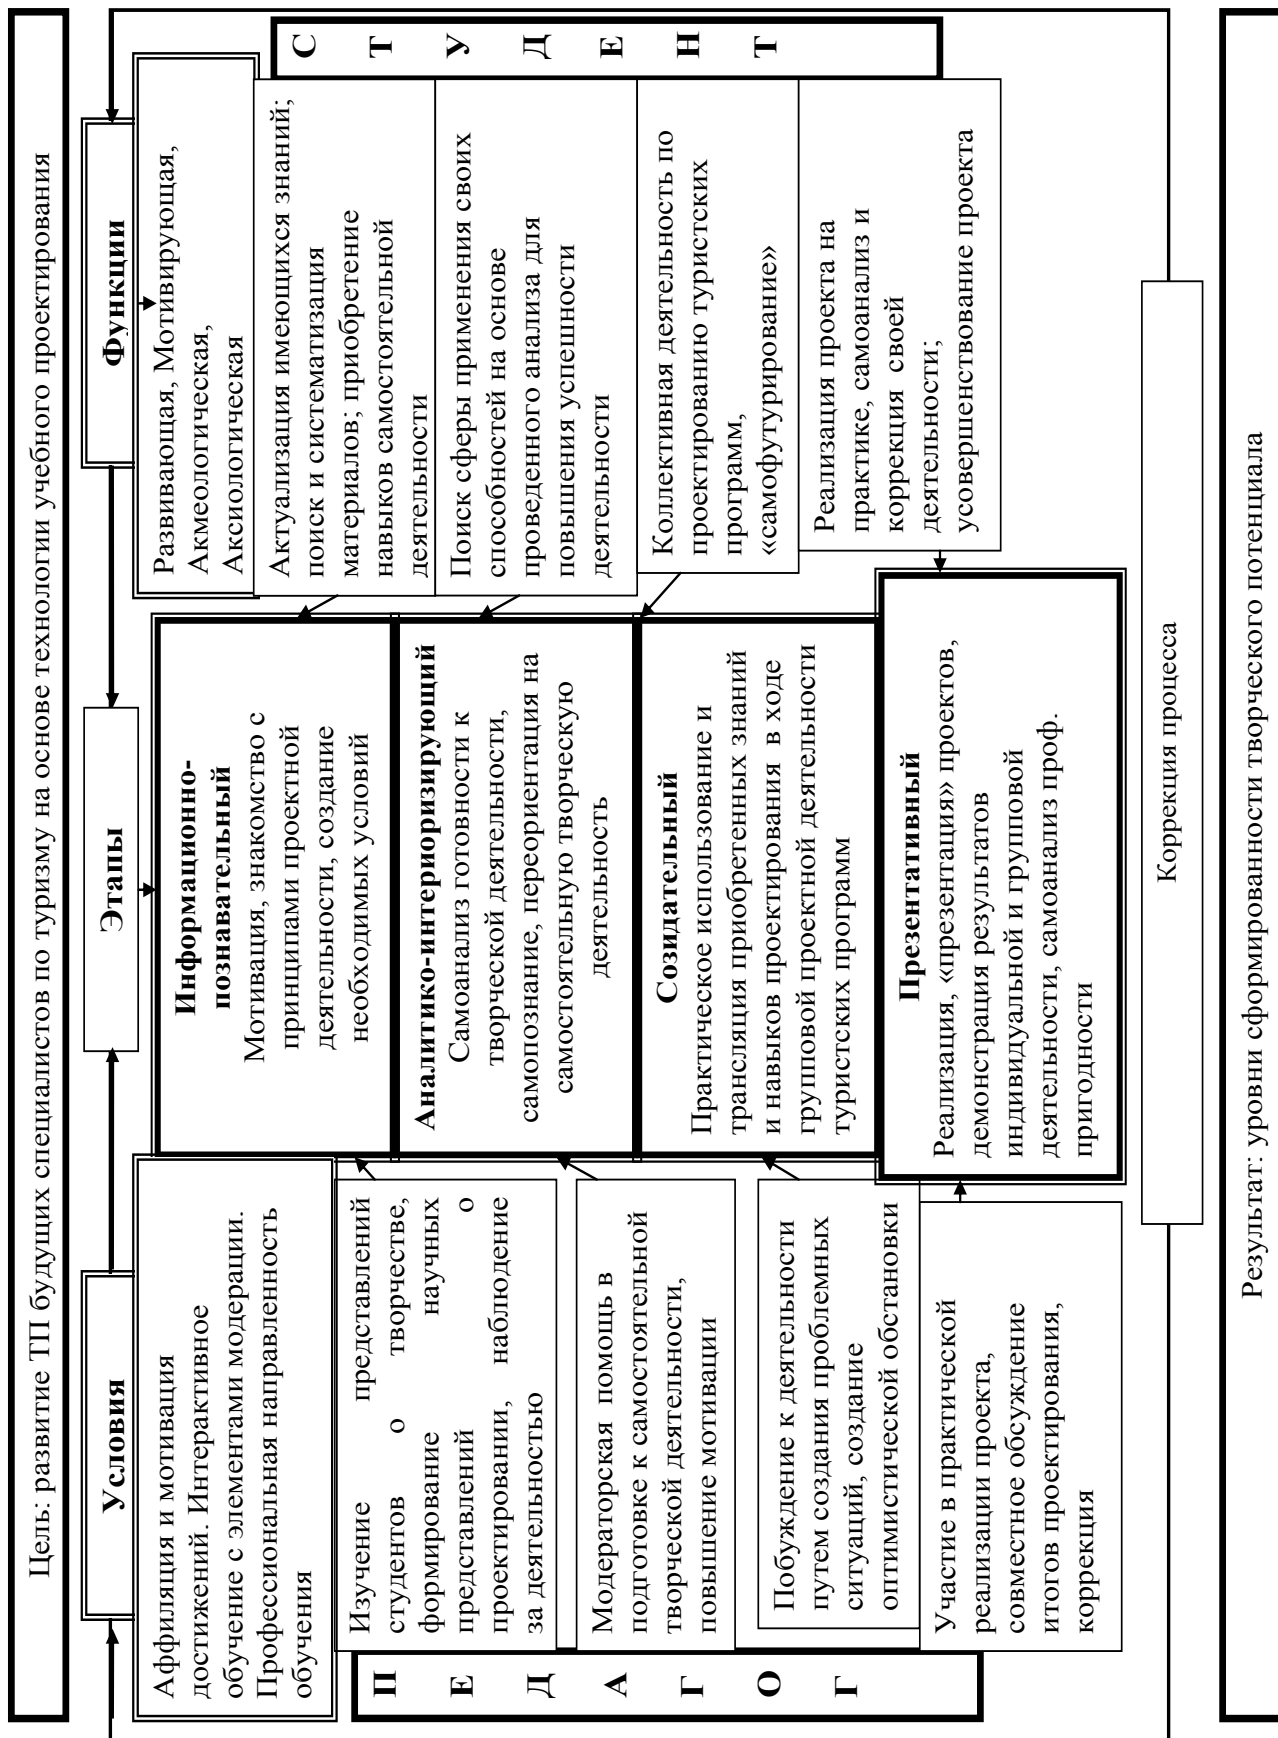 Цель: развитие ТП будущих специалистов по туризму на основе технологии учебного проектирования
Условия
Этапы
Функции
Аффилиация и мотивация
достижений. Интерактивное
обучение с элементами модерации.
Профессиональная направленность
обучения
Развивающая, Мотивирующая,
Акмеологическая,
Аксиологическая
ПЕДАГОГ
Изучение представлений
студентов о творчестве,
формирование научных
представлений о
проектировании, наблюдение
за деятельностью
Модераторская помощь в
подготовке к самостоятельной
творческой деятельности,
повышение мотивации
Побуждение к деятельности
путем создания проблемных
ситуаций, создание
оптимистической обстановки
Участие в практической
реализации проекта,
совместное обсуждение
итогов проектирования,
коррекция
Информационно-
познавательный
Мотивация, знакомство с
принципами проектной
деятельности, создание
необходимых условий
Аналитико-интериоризирующий
Самоанализ готовности к
творческой деятельности,
самопознание, переориентация на
самостоятельную творческую
деятельность
Созидательный
Практическое использование и
трансляция приобретенных знаний
и навыков проектирования в ходе
групповой проектной деятельности
туристских программ
Презентативный
Реализация, «презентация» проектов,
демонстрация результатов
индивидуальной и групповой
деятельности, самоанализ проф.
пригодности
СТУДЕНТ
Актуализация имеющихся знаний;
поиск и систематизация
материалов; приобретение
навыков самостоятельной
деятельности
Поиск сферы применения своих
способностей на основе
проведенного анализа для
повышения успешности
деятельности
Коллективная деятельность по
проектированию туристских
программ,
«самофутурирование»
Реализация проекта на
практике, самоанализ и
коррекция своей
деятельности;
усовершенствование проекта
Коррекция процесса
Результат: уровни сформированности творческого потенциала